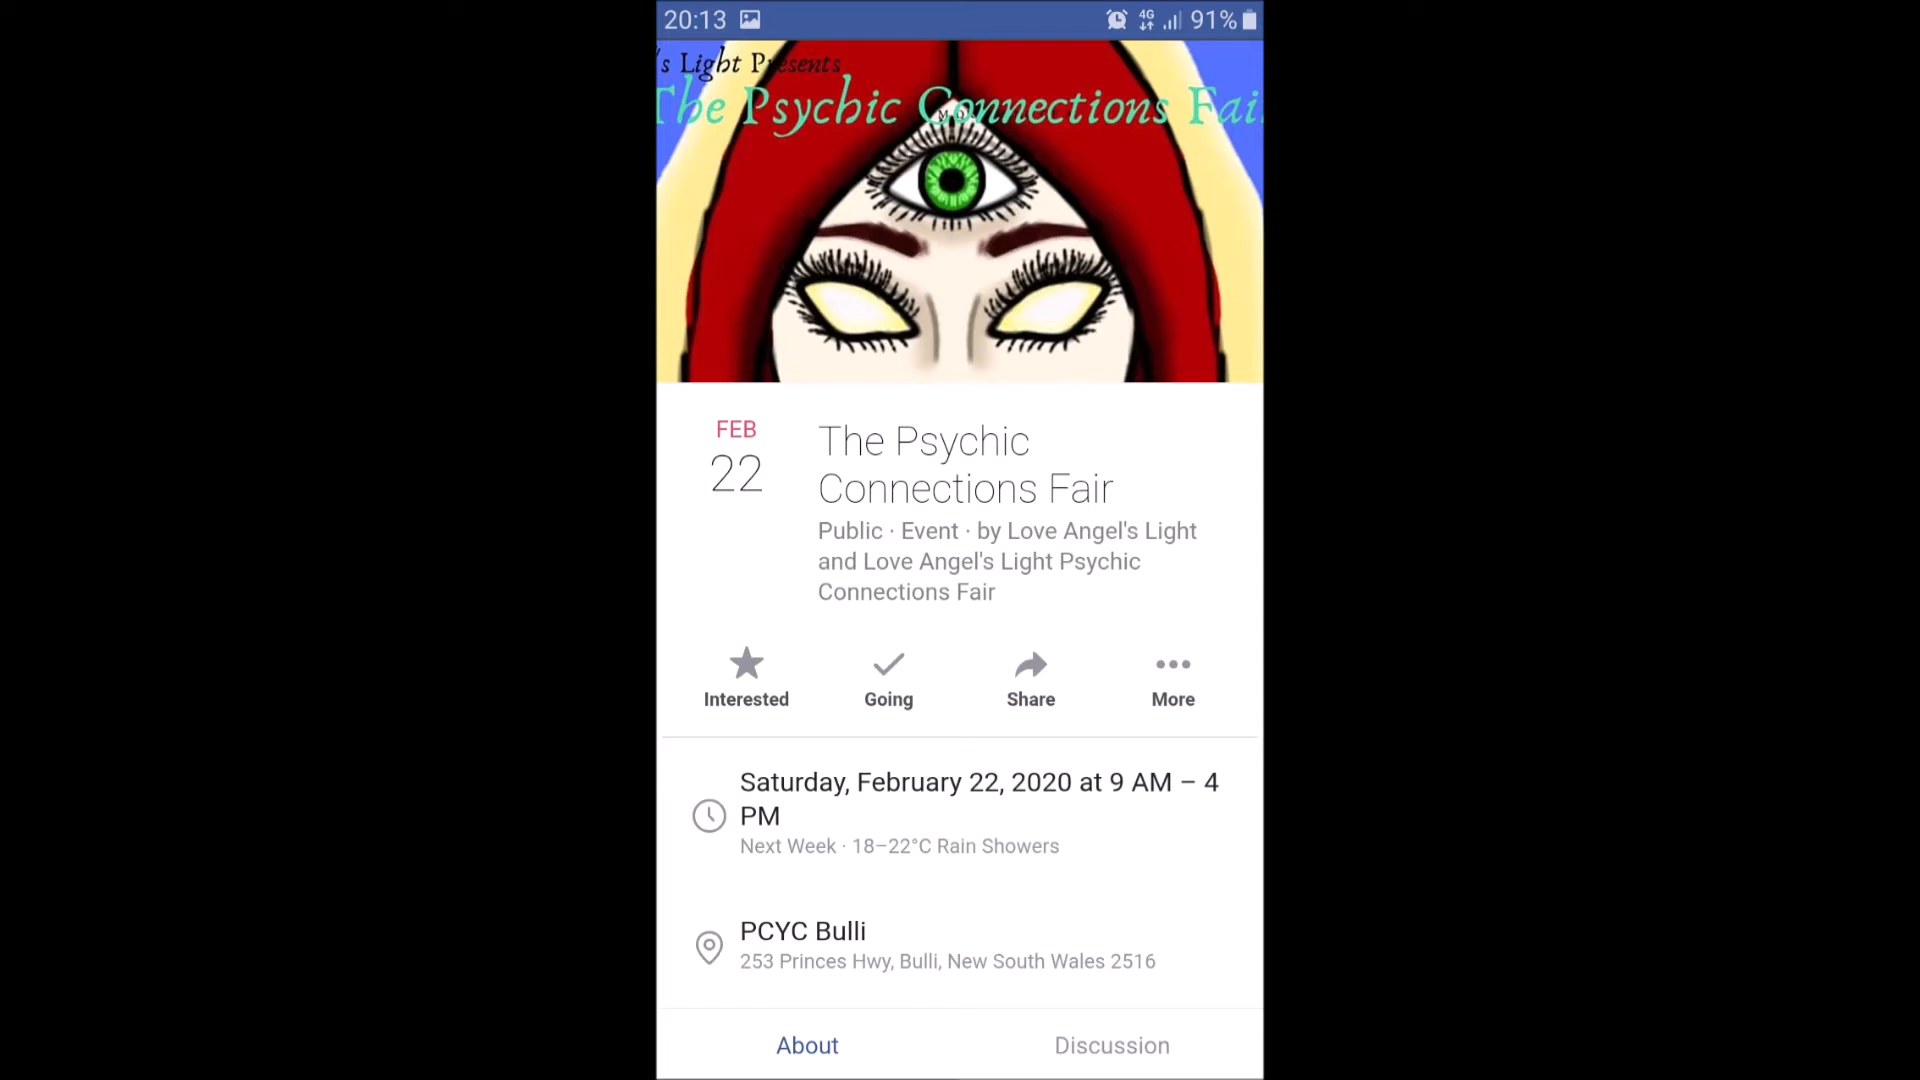 20:13 4G 91%
's Light Presents
The Psychic Connections Fai
The Psychic
Connections Fair
FEB
22
Public · Event · by Love Angel's Light
and Love Angel's Light Psychic
Connections Fair
Interested Going Share More
Saturday, February 22, 2020 at 9 AM – 4
PM
Next Week · 18–22°C Rain Showers
PCYC Bulli
253 Princes Hwy, Bulli, New South Wales 2516
About Discussion